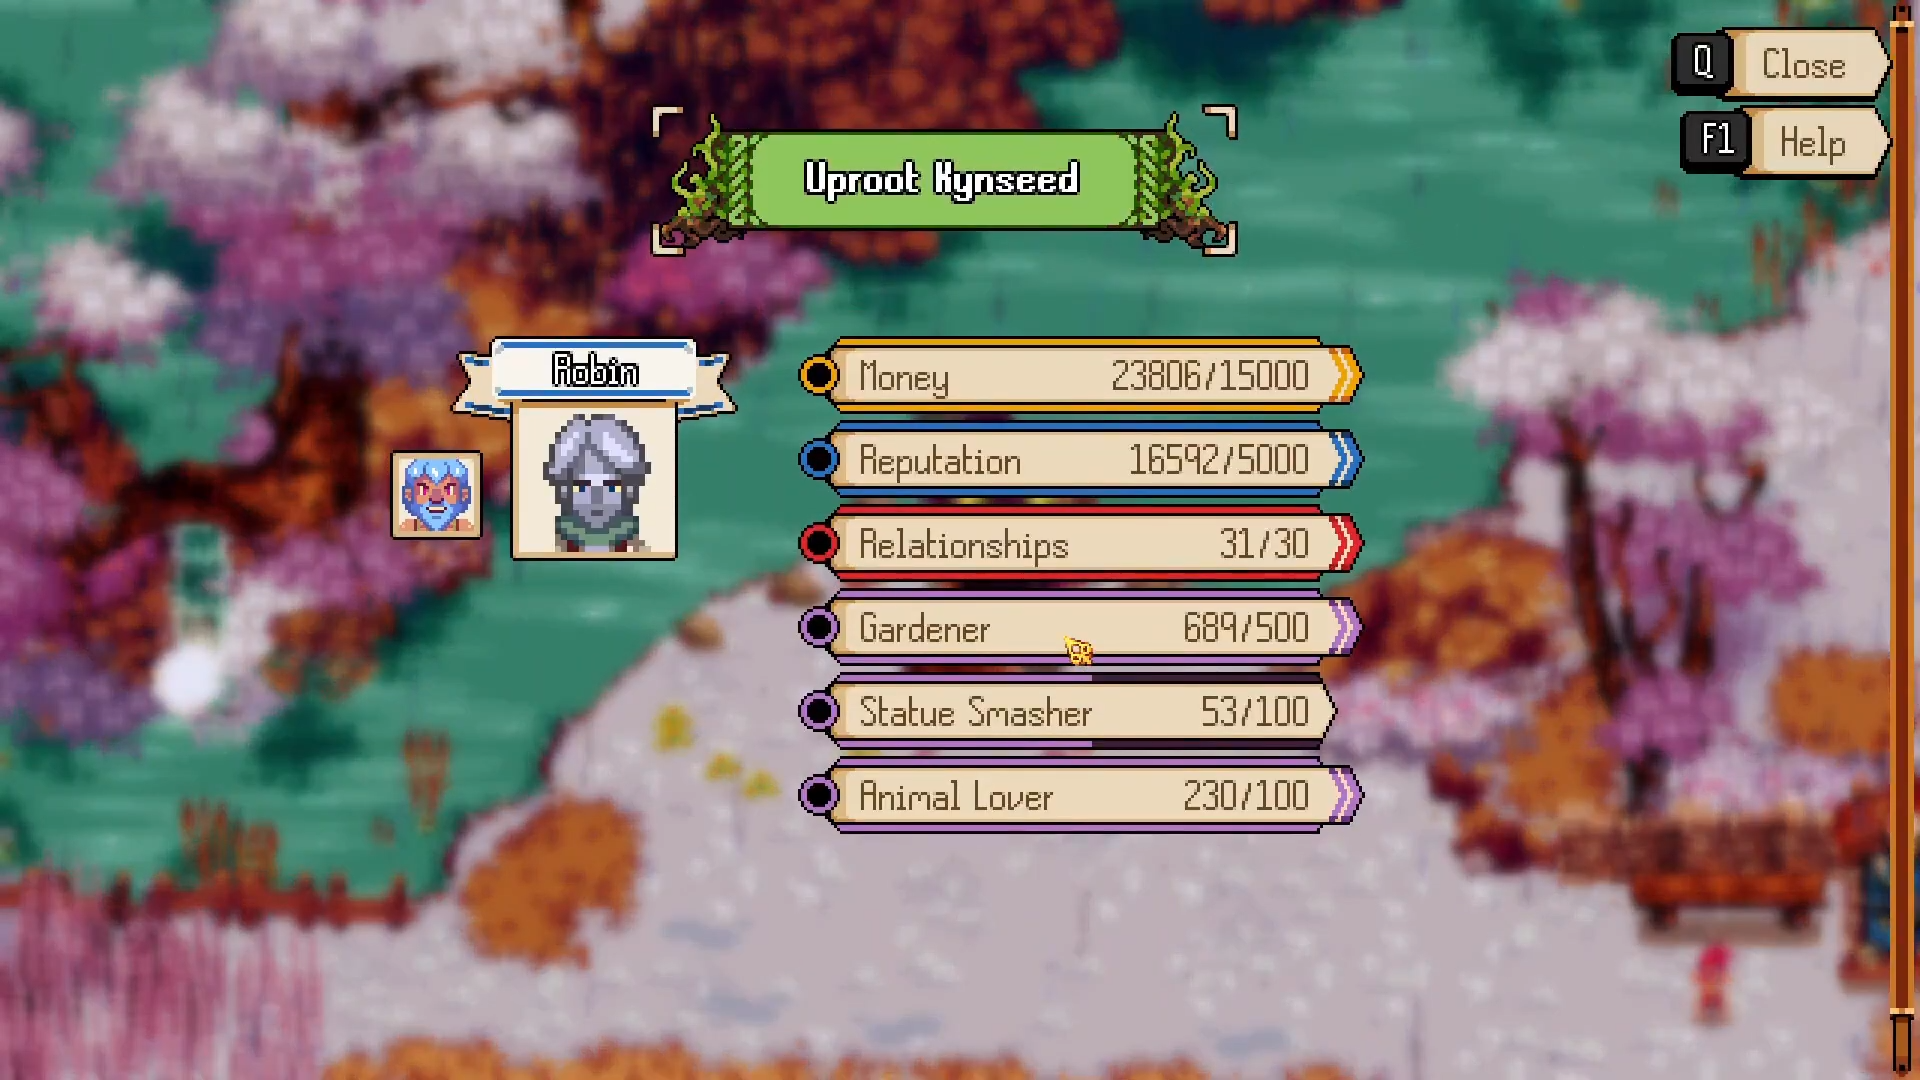 Q Close
F1 Help
Uproot Kynseed
Robin
Money 23806/15000
Reputation 16592/5000
Relationships 31/30
Gardener 689/500
Statue Smasher 53/100
Animal Lover 230/100